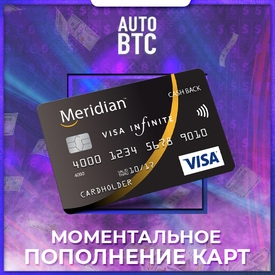 AUTO
BTC
Meridian
CASH BACK
VISA INFINITE
4000 1234 5678 9010
4000
10/17
CARDHOLDER
VISA
МОМЕНТАЛЬНОЕ
ПОПОЛНЕНИЕ КАРТ